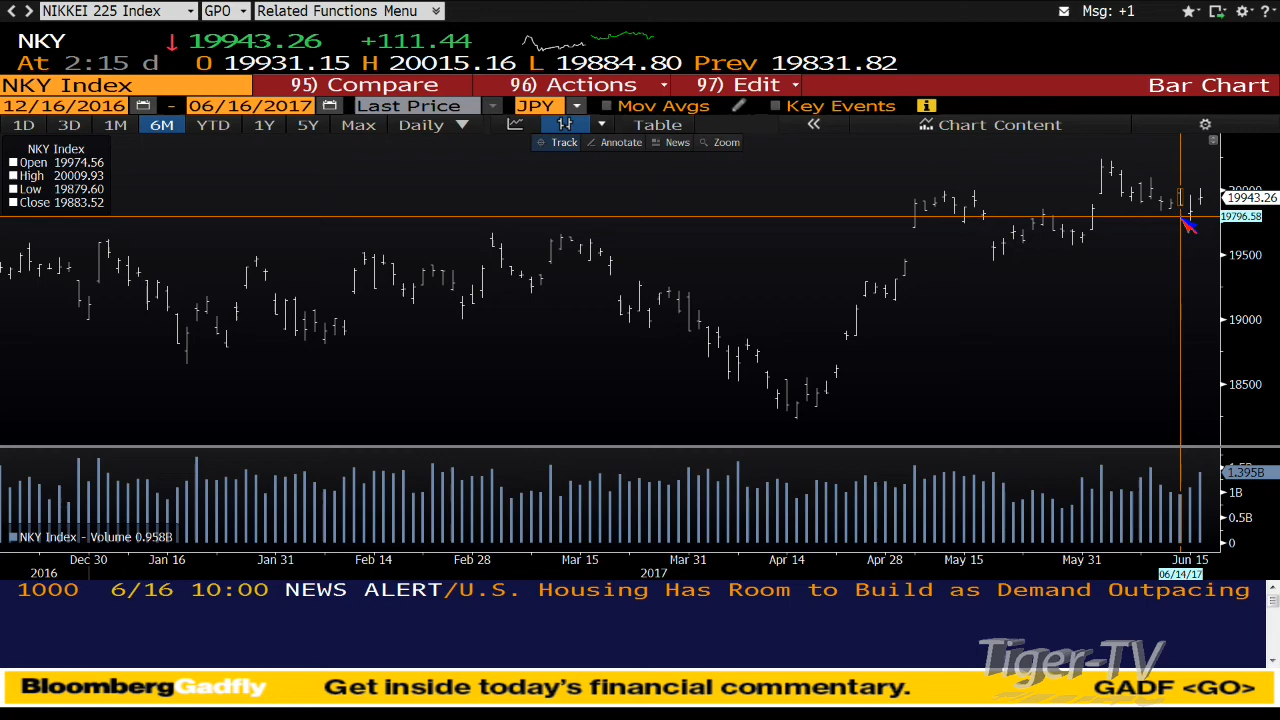 NIKKEI 225 Index GPO Related Functions Menu Msg: +1
NKY 19943.26 +111.44
At 2:15 d O 19931.15 H 20015.16 L 19884.80 Prev 19831.82
NKY Index 95) Compare 96) Actions 97) Edit Bar Chart
12/16/2016 - 06/16/2017 Last Price JPY Mov Avgs Key Events
1D 3D 1M 6M YTD 1Y 5Y Max Daily Table Chart Content
Track Annotate News Zoom
NKY Index
Open 19974.56
High 20009.93
Low 19879.60
Close 19883.52
19943.26
19796.58
19500
19000
18500
1.395B
1B
0.5B
0
NKY Index - Volume 0.958B
Dec 30 Jan 16 Jan 31 Feb 14 Feb 28 Mar 15 Mar 31 Apr 14 Apr 28 May 15 May 31 Jun 15
2016 2017 06/14/17
1000 6/16 10:00 NEWS ALERT/U.S. Housing Has Room to Build as Demand Outpacing
Tiger-TV
BloombergGadfly Get inside today's financial commentary. GADF <GO>